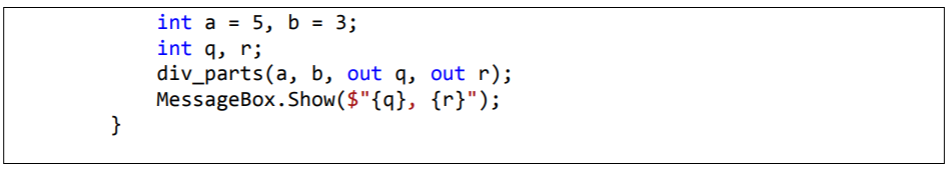 int a = 5, b = 3;
int q, r;
div_parts(a, b, out q, out r);
MessageBox.Show($"{q}, {r}");
}